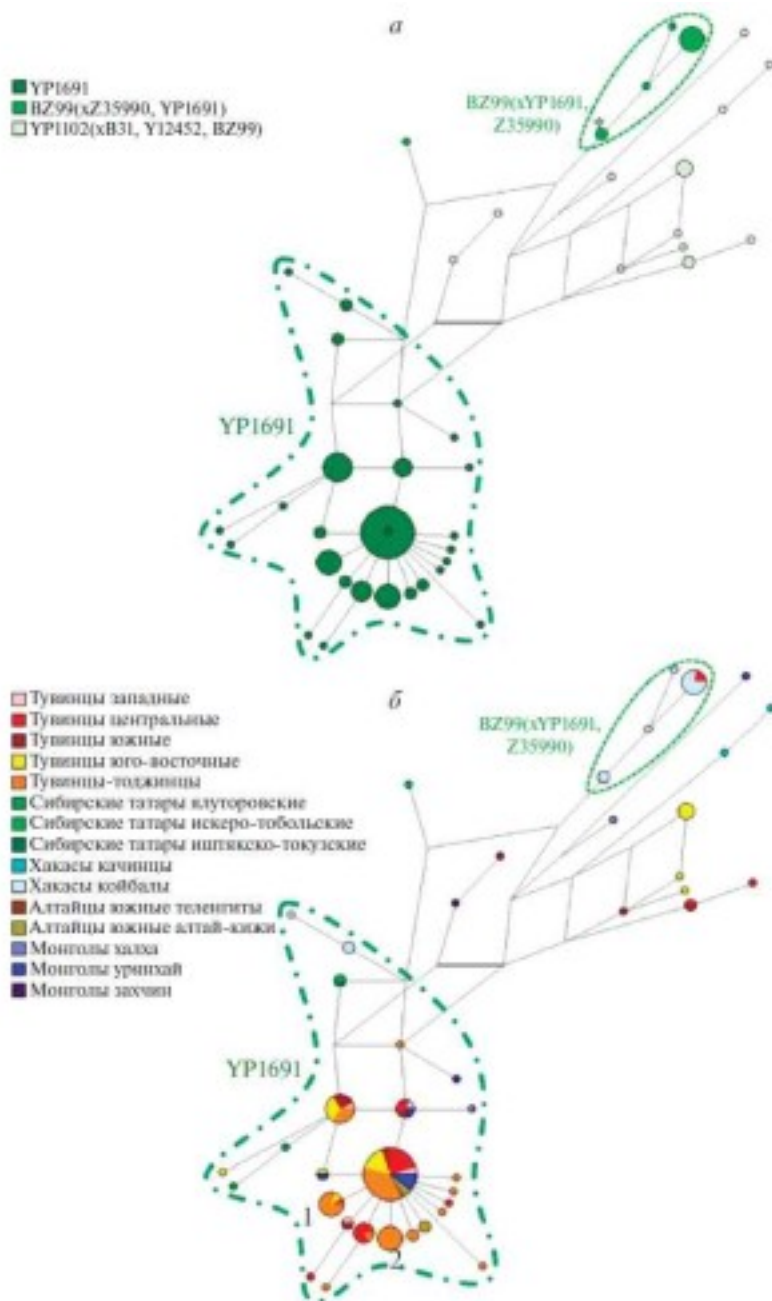 а
YP1691
BZ99(xZ35990, YP1691)
YP1102(xB31, Y12452, BZ99)
BZ99(xYP1691,
Z35990)
YP1691
б
Тувинцы западные
Тувинцы центральные
Тувинцы южные
Тувинцы юго-восточные
Тувинцы-тоджинцы
Сибирские татары ялуторовские
Сибирские татары искеро-тобольские
Сибирские татары иштякско-токузские
Хакасы качинцы
Хакасы койбалы
Алтайцы южные теленгиты
Алтайцы южные алтай-кижи
Монголы халха
Монголы урянхай
Монголы захчин
BZ99(xYP1691,
Z35990)
YP1691
1
2